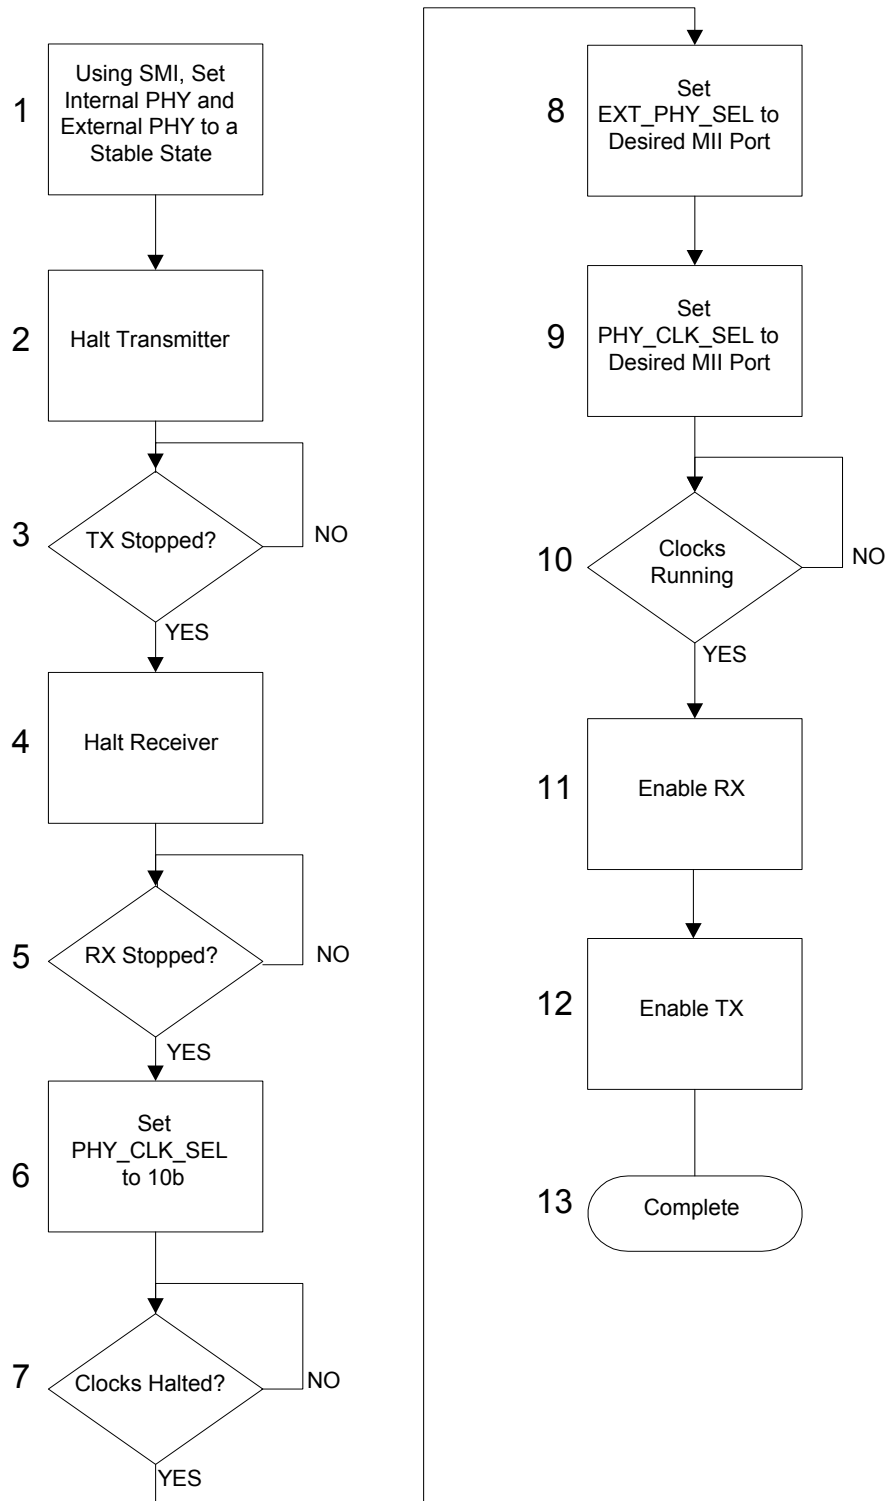 1
Using SMI, Set
Internal PHY and
External PHY to a
Stable State
2
Halt Transmitter
3
TX Stopped?
NO
YES
4
Halt Receiver
5
RX Stopped?
NO
YES
6
Set
PHY_CLK_SEL
to 10b
7
Clocks Halted?
NO
YES
8
Set
EXT_PHY_SEL to
Desired MII Port
9
Set
PHY_CLK_SEL to
Desired MII Port
10
Clocks
Running
NO
YES
11
Enable RX
12
Enable TX
13
Complete